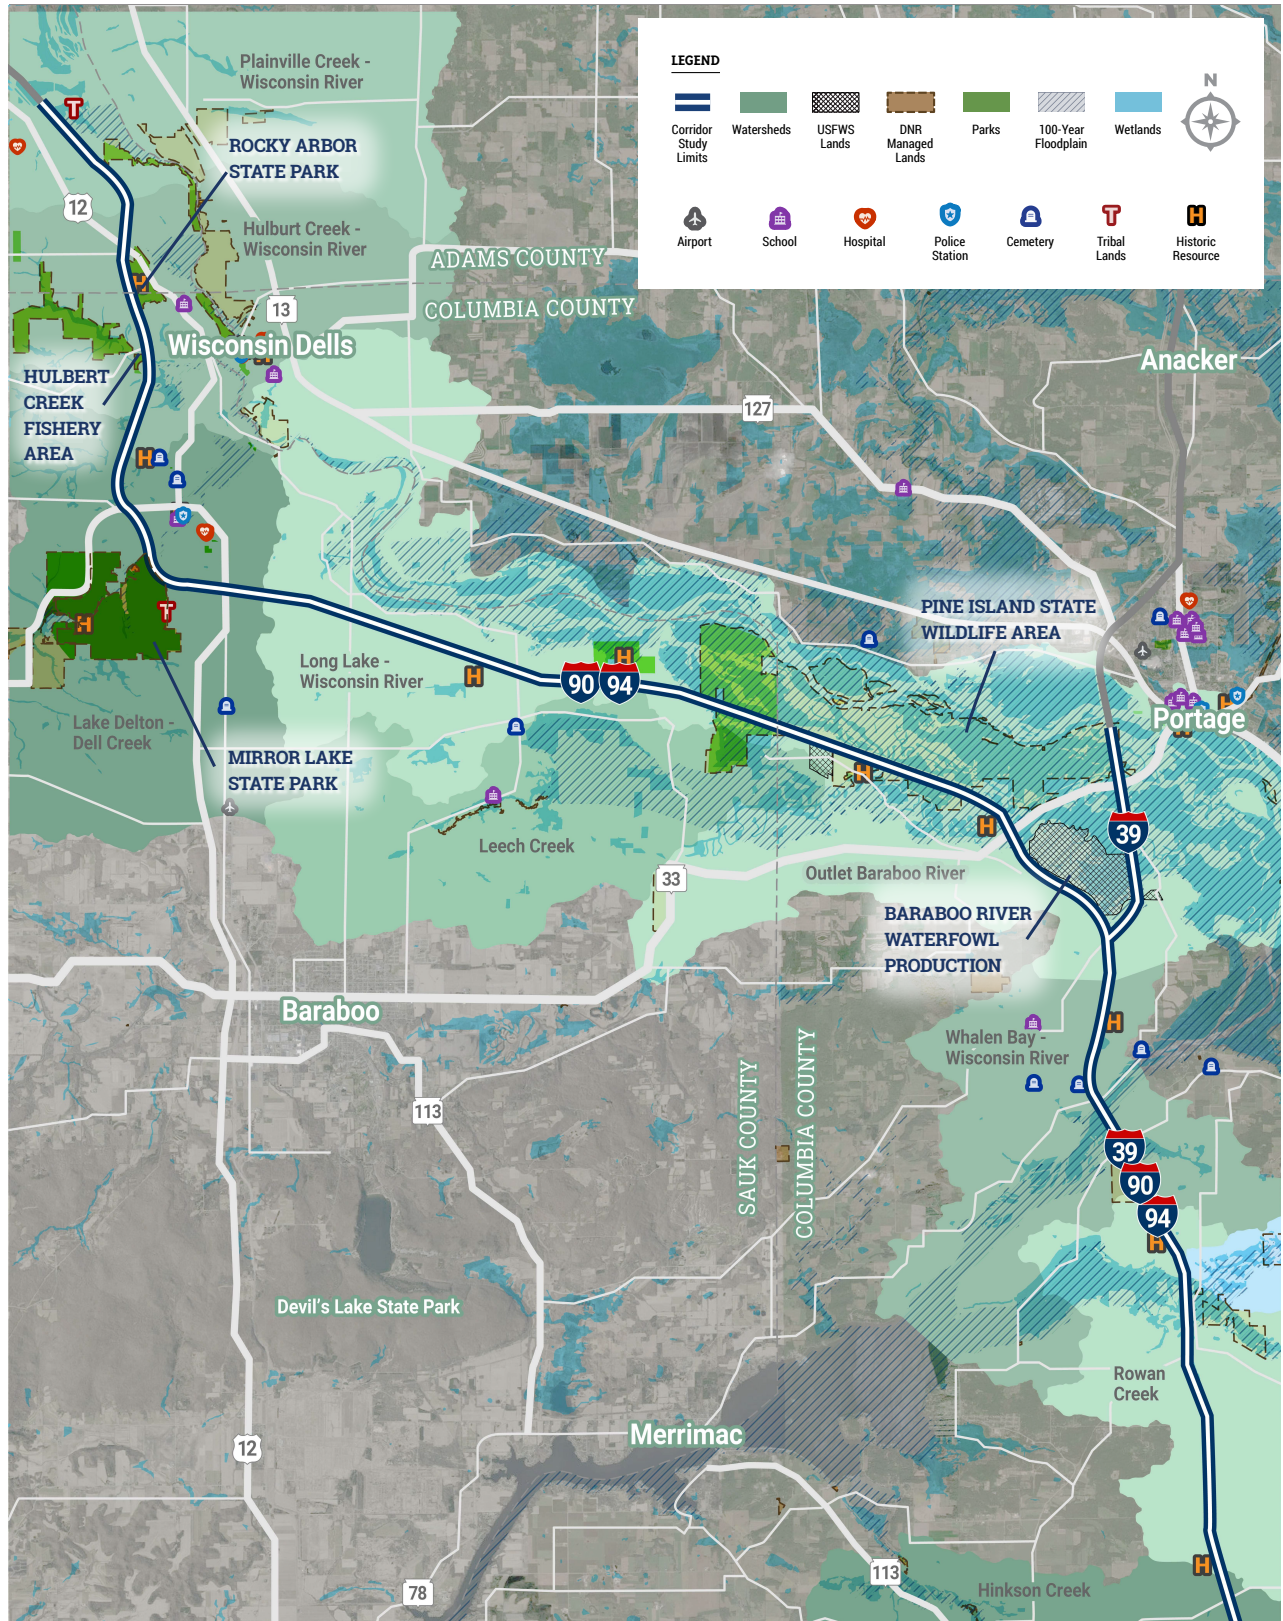 LEGEND
Corridor
Study
Limits
Watersheds
USFWS
Lands
DNR
Managed
Lands
Parks
100-Year
Floodplain
Wetlands
N
Airport
School
Hospital
Police
Station
Cemetery
Tribal
Lands
Historic
Resource
Plainville Creek -
Wisconsin River
ROCKY ARBOR
STATE PARK
12
Hulburt Creek -
Wisconsin River
ADAMS COUNTY
COLUMBIA COUNTY
13
Wisconsin Dells
Anacker
HULBERT
CREEK
FISHERY
AREA
127
PINE ISLAND STATE
WILDLIFE AREA
Long Lake -
Wisconsin River
90
94
Lake Delton -
Dell Creek
Portage
MIRROR LAKE
STATE PARK
39
Leech Creek
33
Outlet Baraboo River
BARABOO RIVER
WATERFOWL
PRODUCTION
Baraboo
Whalen Bay -
Wisconsin River
SAUK COUNTY
COLUMBIA COUNTY
113
39
90
94
Devil's Lake State Park
Rowan
Creek
Merrimac
12
113
78
Hinkson Creek